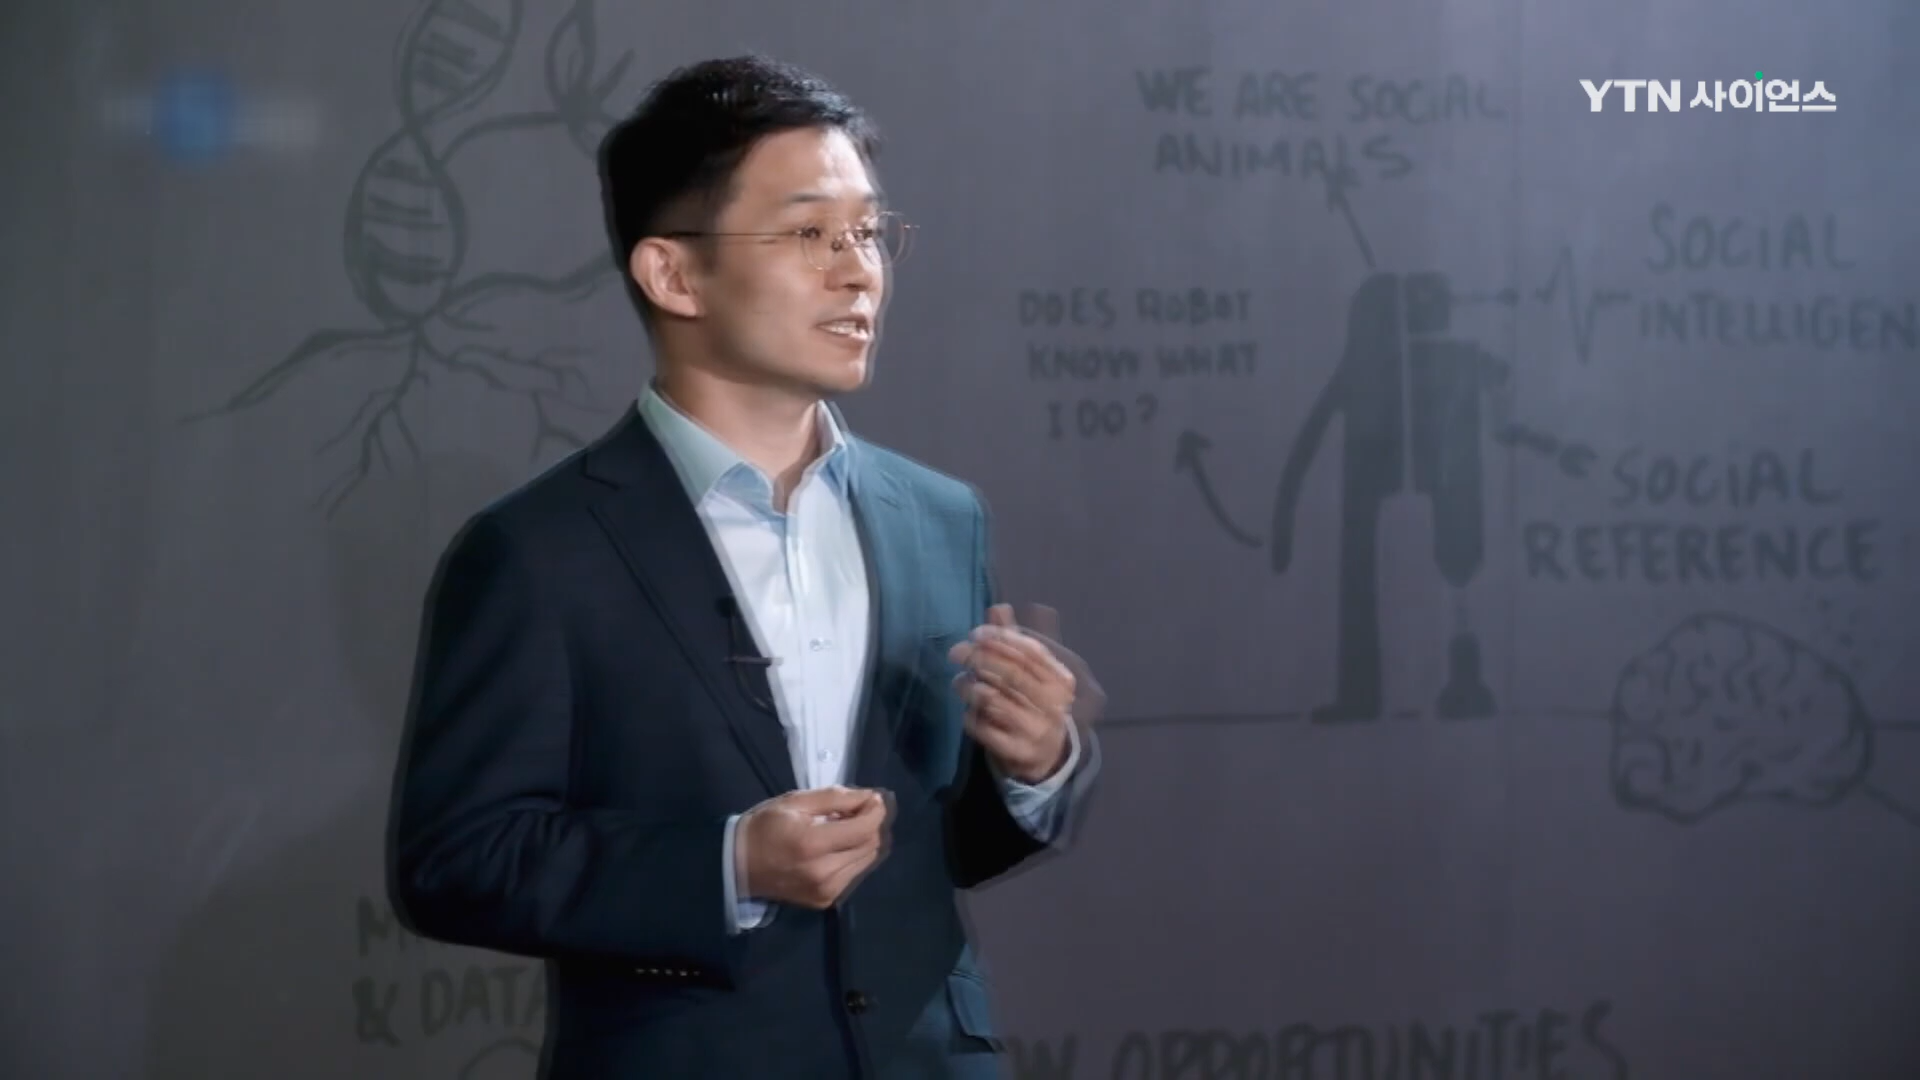 YTN 사이언스
WE ARE SOCIAL
ANIMALS
SOCIAL
INTELLIGEN
DOES ROBOT
KNOW WHAT
I DO?
SOCIAL
REFERENCE
& DATA
OPPORTUNITIES